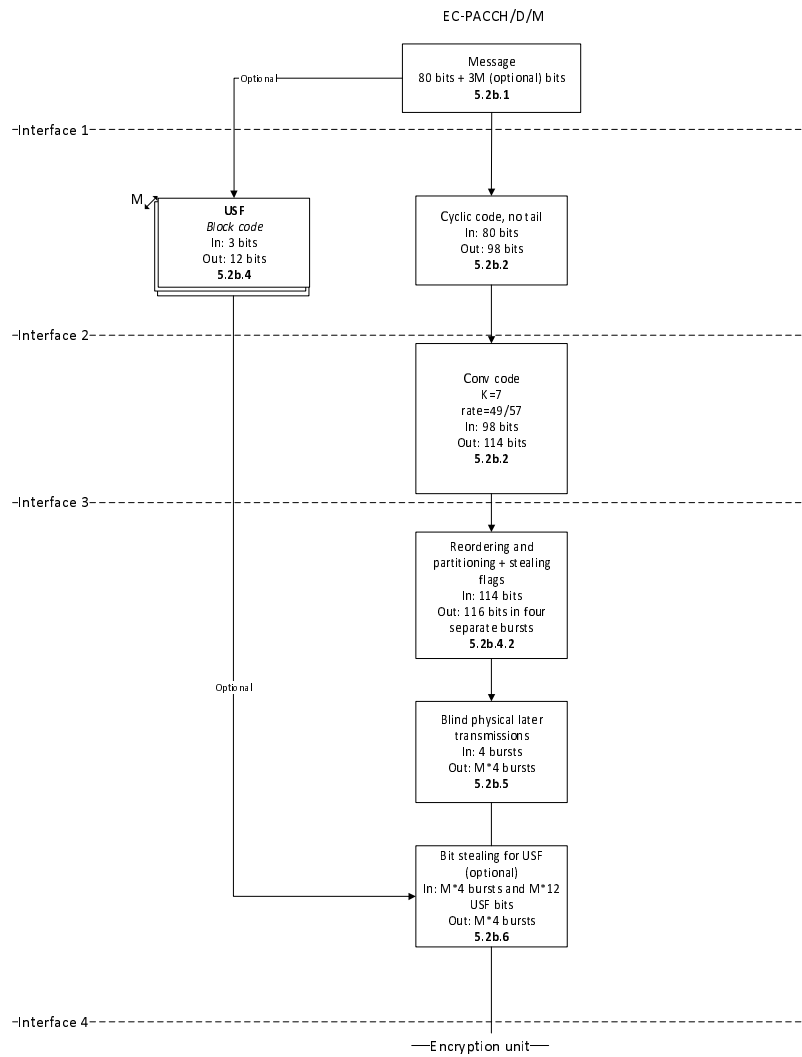 EC-PACCH/D/M
Message
80 bits + 3M (optional) bits
5.2b.1
Optional
Interface 1
M
USF
Block code
In: 3 bits
Out: 12 bits
5.2b.4
Cyclic code, no tail
In: 80 bits
Out: 98 bits
5.2b.2
Interface 2
Conv code
K=7
rate=49/57
In: 98 bits
Out: 114 bits
5.2b.2
Interface 3
Reordering and
partitioning + stealing
flags
In: 114 bits
Out: 116 bits in four
separate bursts
5.2b.4.2
Optional
Blind physical later
transmissions
In: 4 bursts
Out: M*4 bursts
5.2b.5
Bit stealing for USF
(optional)
In: M*4 bursts and M*12
USF bits
Out: M*4 bursts
5.2b.6
Interface 4
Encryption unit